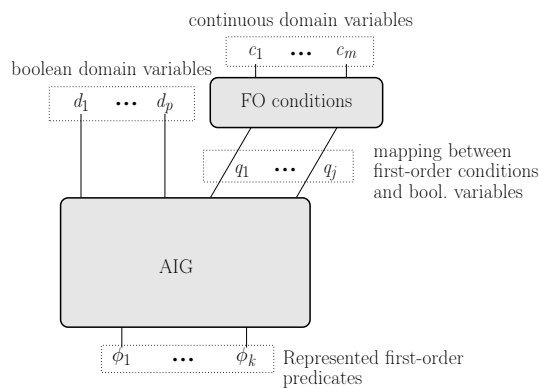 continuous domain variables
c₁ ••• cₘ
boolean domain variables
d₁ ••• dₚ
FO conditions
q₁ ••• qⱼ
mapping between
first-order conditions
and bool. variables
AIG
ϕ₁ ••• ϕₖ
Represented first-order
predicates